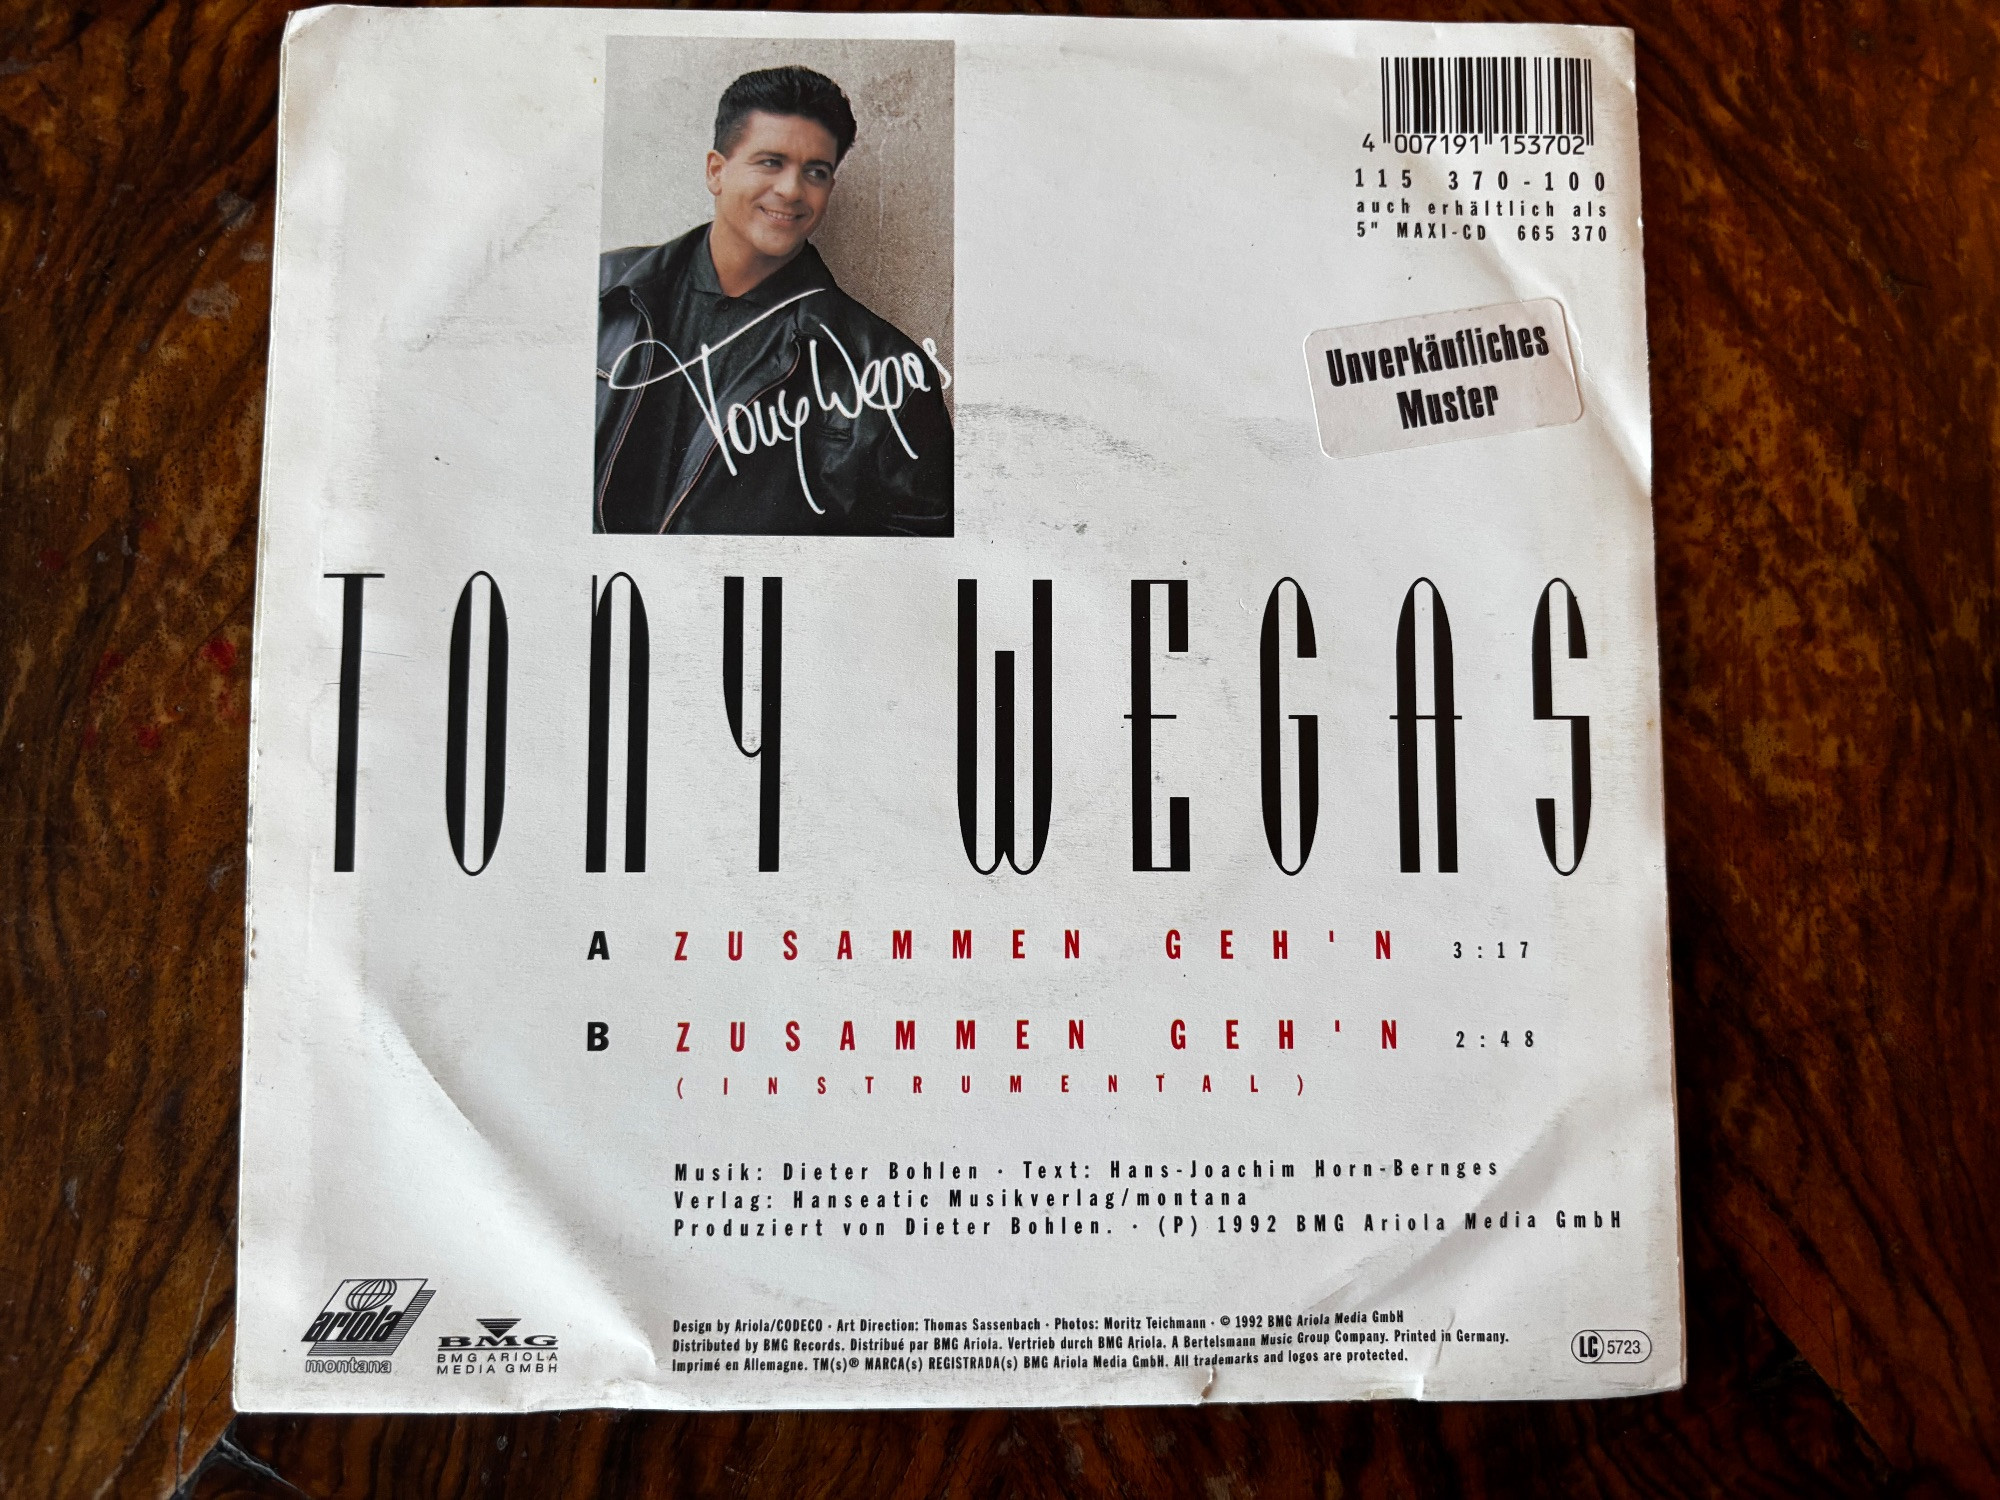 4 007191 153702
115 370-100
auch erhältlich als
5" MAXI-CD 665 370
Unverkäufliches
Muster
Tony Wegas
TONY WEGAS
A ZUSAMMEN GEH'N 3:17
B ZUSAMMEN GEH'N 2:48
(INSTRUMENTAL)
Musik: Dieter Bohlen · Text: Hans-Joachim Horn-Bernges
Verlag: Hanseatic Musikverlag/montana
Produziert von Dieter Bohlen. · (P) 1992 BMG Ariola Media GmbH
Design by Ariola/CODECO · Art Direction: Thomas Sassenbach · Photos: Moritz Teichmann · © 1992 BMG Ariola Media GmbH
Distributed by BMG Records. Distribué par BMG Ariola. Vertrieb durch BMG Ariola. A Bertelsmann Music Group Company. Printed in Germany.
Imprimé en Allemagne. TM(s)® MARCA(s) REGISTRADA(s) BMG Ariola Media GmbH. All trademarks and logos are protected.
ariola
montana
BMG
BMG ARIOLA
MEDIA GMBH
LC 5723